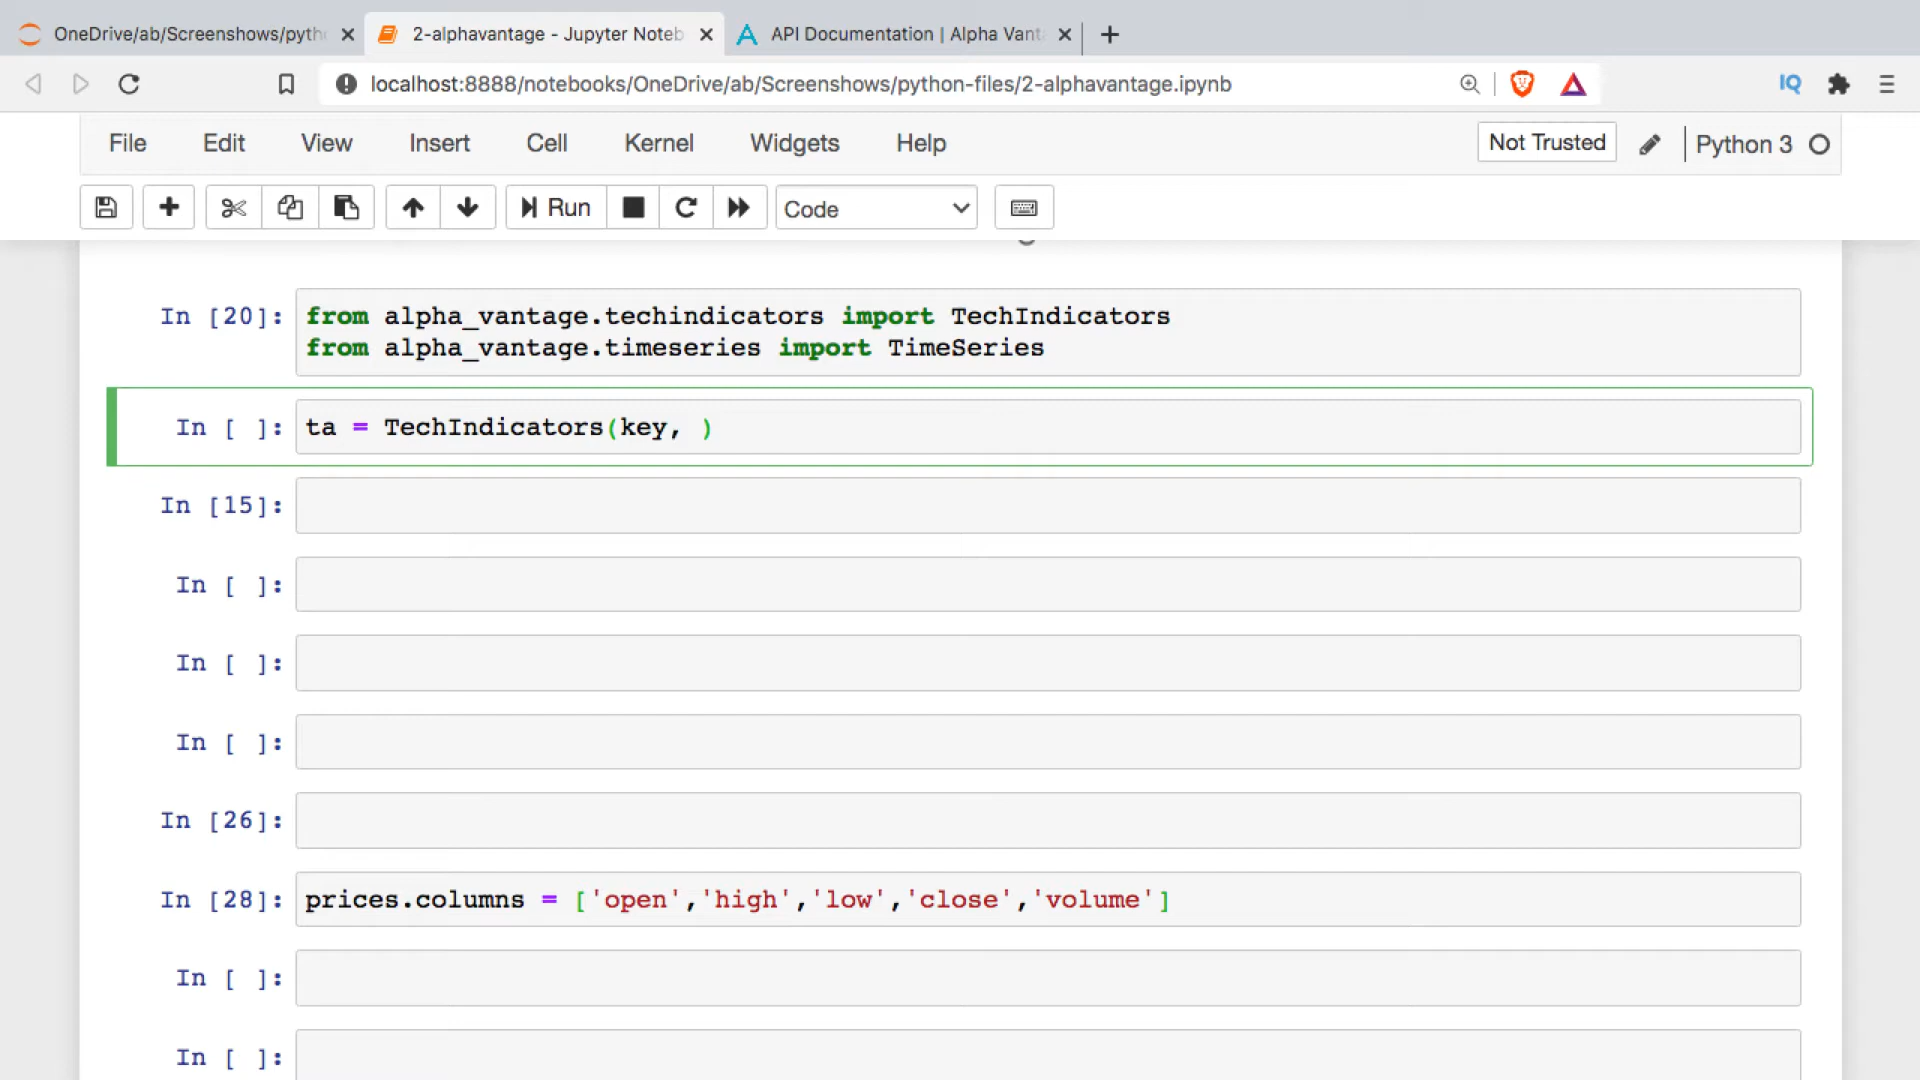 OneDrive/ab/Screenshows/pyth
2-alphavantage - Jupyter Noteb
API Documentation | Alpha Vant
localhost:8888/notebooks/OneDrive/ab/Screenshows/python-files/2-alphavantage.ipynb
IQ
File Edit View Insert Cell Kernel Widgets Help
Not Trusted
Python 3
Run
Code
In [20]: from alpha_vantage.techindicators import TechIndicators
from alpha_vantage.timeseries import TimeSeries
In [ ]: ta = TechIndicators(key, )
In [15]:
In [ ]:
In [ ]:
In [ ]:
In [26]:
In [28]: prices.columns = ['open','high','low','close','volume']
In [ ]:
In [ ]: